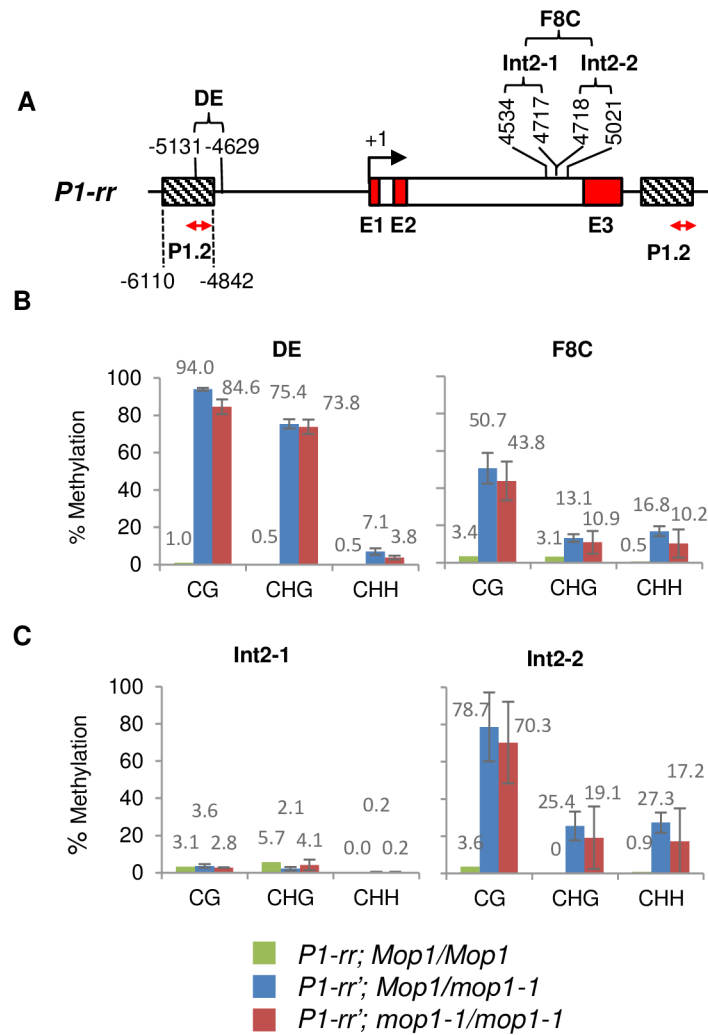 F8C
Int2-1 Int2-2
A
DE
4534 4717 4718 5021
-5131 -4629
+1
P1-rr
E1 E2 E3
P1.2 P1.2
-6110 -4842
B
DE F8C
% Methylation
100
80
60
40
20
0
94.0 84.6 75.4 73.8
1.0 0.5 0.5 7.1 3.8
CG CHG CHH
50.7 43.8
3.4 3.1 13.1 10.9 0.5 16.8 10.2
CG CHG CHH
C
Int2-1 Int2-2
% Methylation
100
80
60
40
20
0
3.6 2.1 0.2
3.1 2.8 5.7 4.1 0.0 0.2
CG CHG CHH
78.7 70.3
3.6 25.4 0 19.1 27.3 0.9 17.2
CG CHG CHH
P1-rr; Mop1/Mop1
P1-rr’; Mop1/mop1-1
P1-rr’; mop1-1/mop1-1